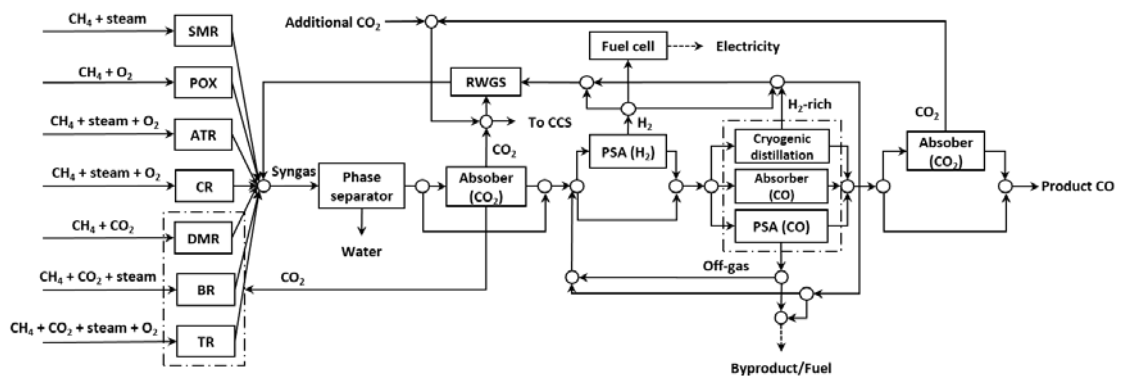 CH4 + steam
SMR
CH4 + O2
POX
CH4 + steam + O2
ATR
CH4 + steam + O2
CR
CH4 + CO2
DMR
CH4 + CO2 + steam
BR
CH4 + CO2 + steam + O2
TR
Syngas
Phase
separator
Water
CO2
Additional CO2
RWGS
To CCS
CO2
Absober
(CO2)
Fuel cell
Electricity
H2
PSA (H2)
H2-rich
Cryogenic
distillation
Absorber
(CO)
PSA (CO)
Off-gas
Byproduct/Fuel
CO2
Absober
(CO2)
Product CO